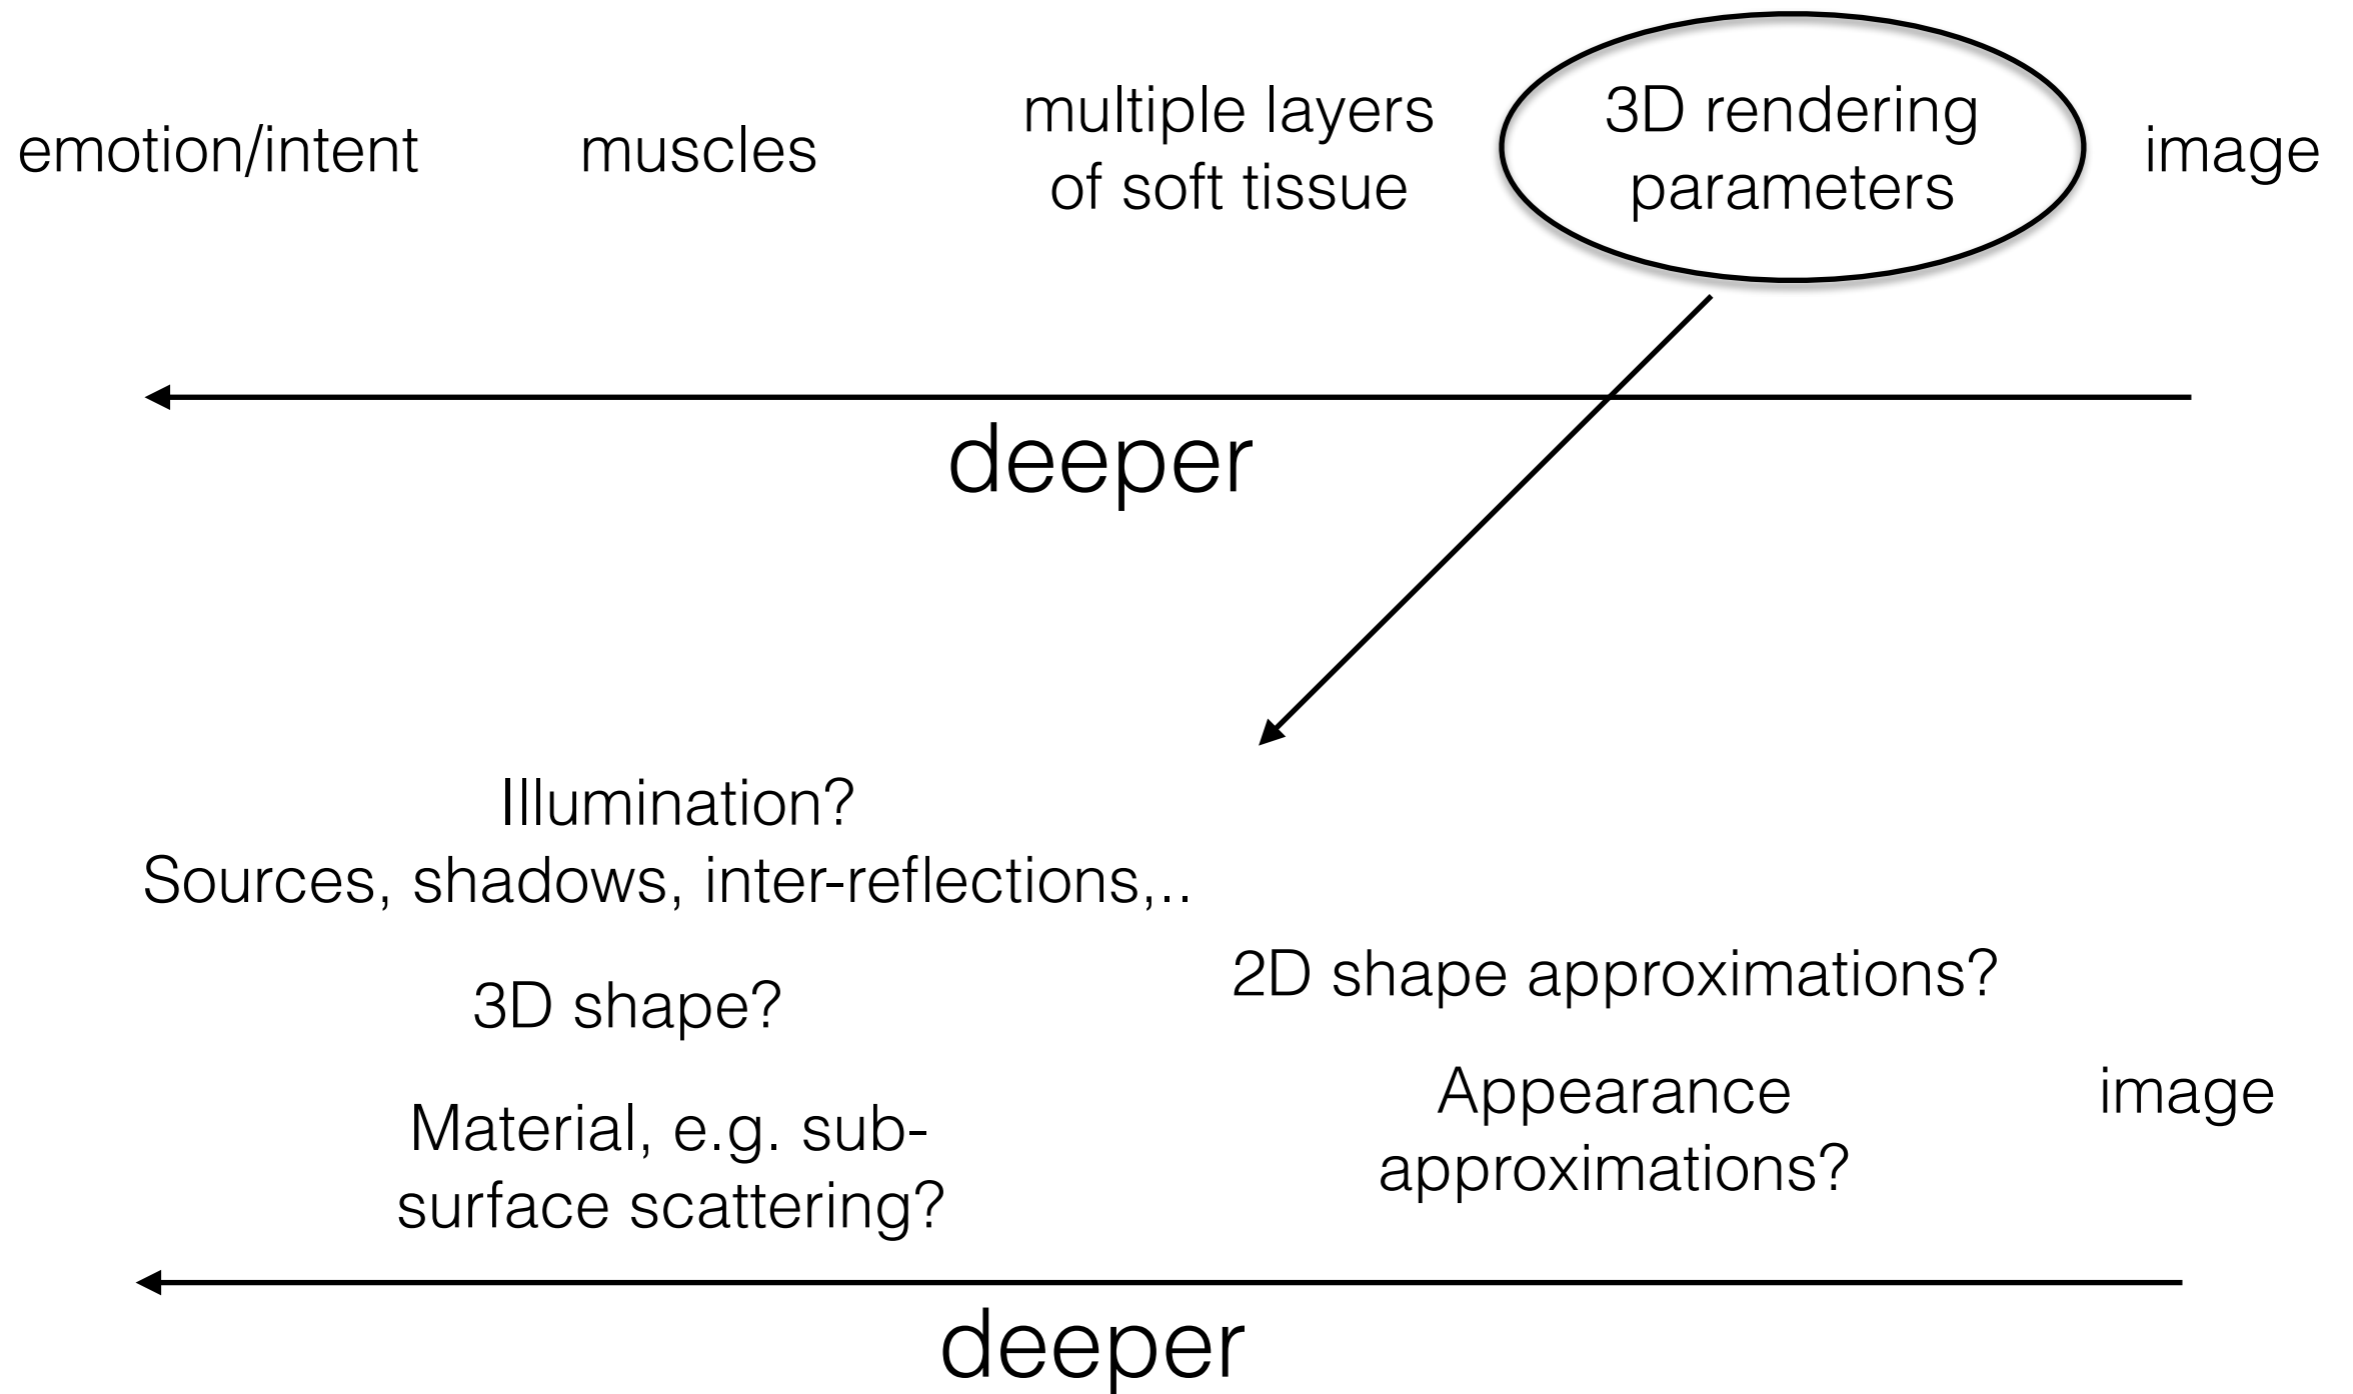 emotion/intent
muscles
multiple layers
of soft tissue
3D rendering
parameters
image
deeper
Illumination?
Sources, shadows, inter-reflections,..
3D shape?
Material, e.g. sub-
surface scattering?
2D shape approximations?
Appearance
approximations?
image
deeper